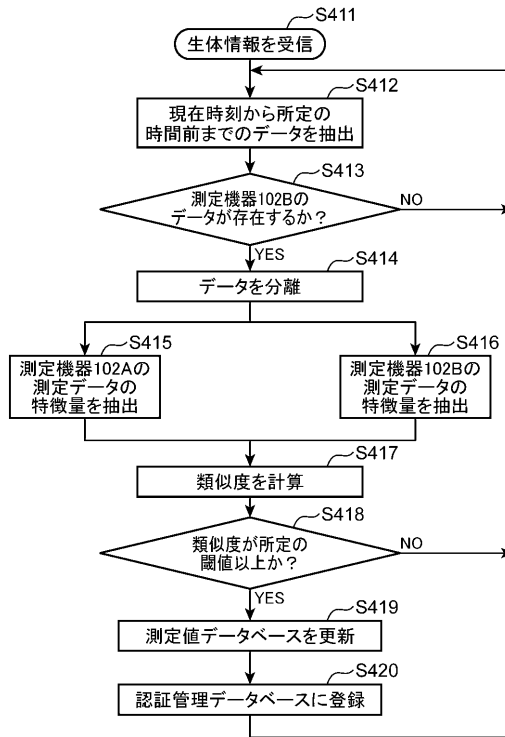 S411
生体情報を受信
S412
現在時刻から所定の
時間前までのデータを抽出
S413
測定機器102Bの
データが存在するか？
NO
YES
S414
データを分離
S415
測定機器102Aの
測定データの
特徴量を抽出
S416
測定機器102Bの
測定データの
特徴量を抽出
S417
類似度を計算
S418
類似度が所定の
閾値以上か？
NO
YES
S419
測定値データベースを更新
S420
認証管理データベースに登録